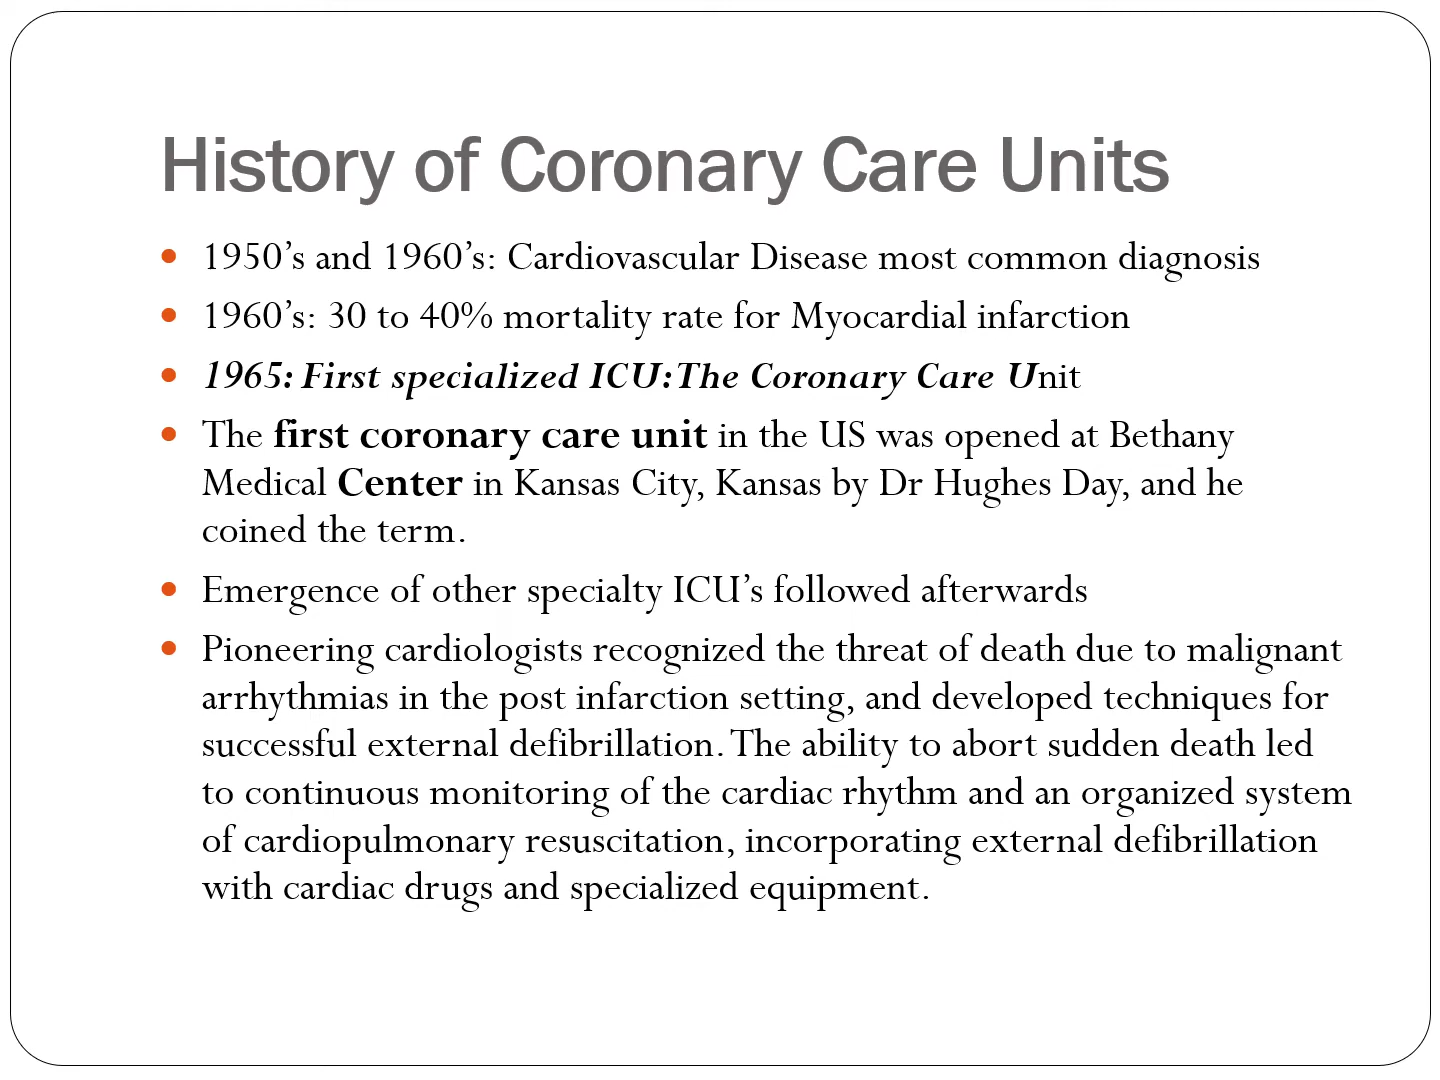 History of Coronary Care Units
1950’s and 1960’s: Cardiovascular Disease most common diagnosis
1960’s: 30 to 40% mortality rate for Myocardial infarction
1965: First specialized ICU: The Coronary Care Unit
The first coronary care unit in the US was opened at Bethany
Medical Center in Kansas City, Kansas by Dr Hughes Day, and he
coined the term.
Emergence of other specialty ICU’s followed afterwards
Pioneering cardiologists recognized the threat of death due to malignant
arrhythmias in the post infarction setting, and developed techniques for
successful external defibrillation. The ability to abort sudden death led
to continuous monitoring of the cardiac rhythm and an organized system
of cardiopulmonary resuscitation, incorporating external defibrillation
with cardiac drugs and specialized equipment.